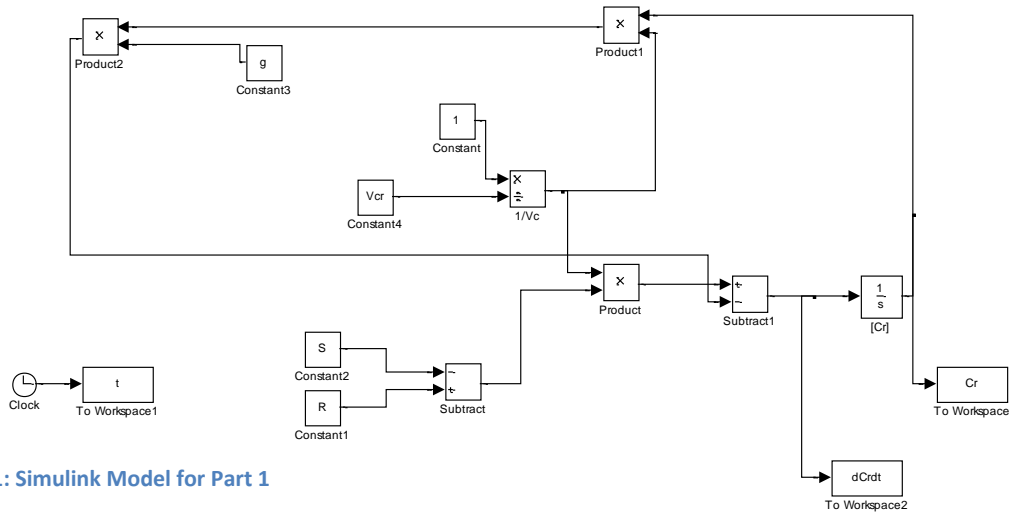 ×
Product2
g
Constant3
×
Product1
1
Constant
Vcr
Constant4
×
÷
1/Vc
×
Product
+
−
Subtract1
1
s
[Cr]
S
Constant2
R
Constant1
−
+
Subtract
Clock
t
To Workspace1
Cr
To Workspace
dCrdt
To Workspace2
: Simulink Model for Part 1